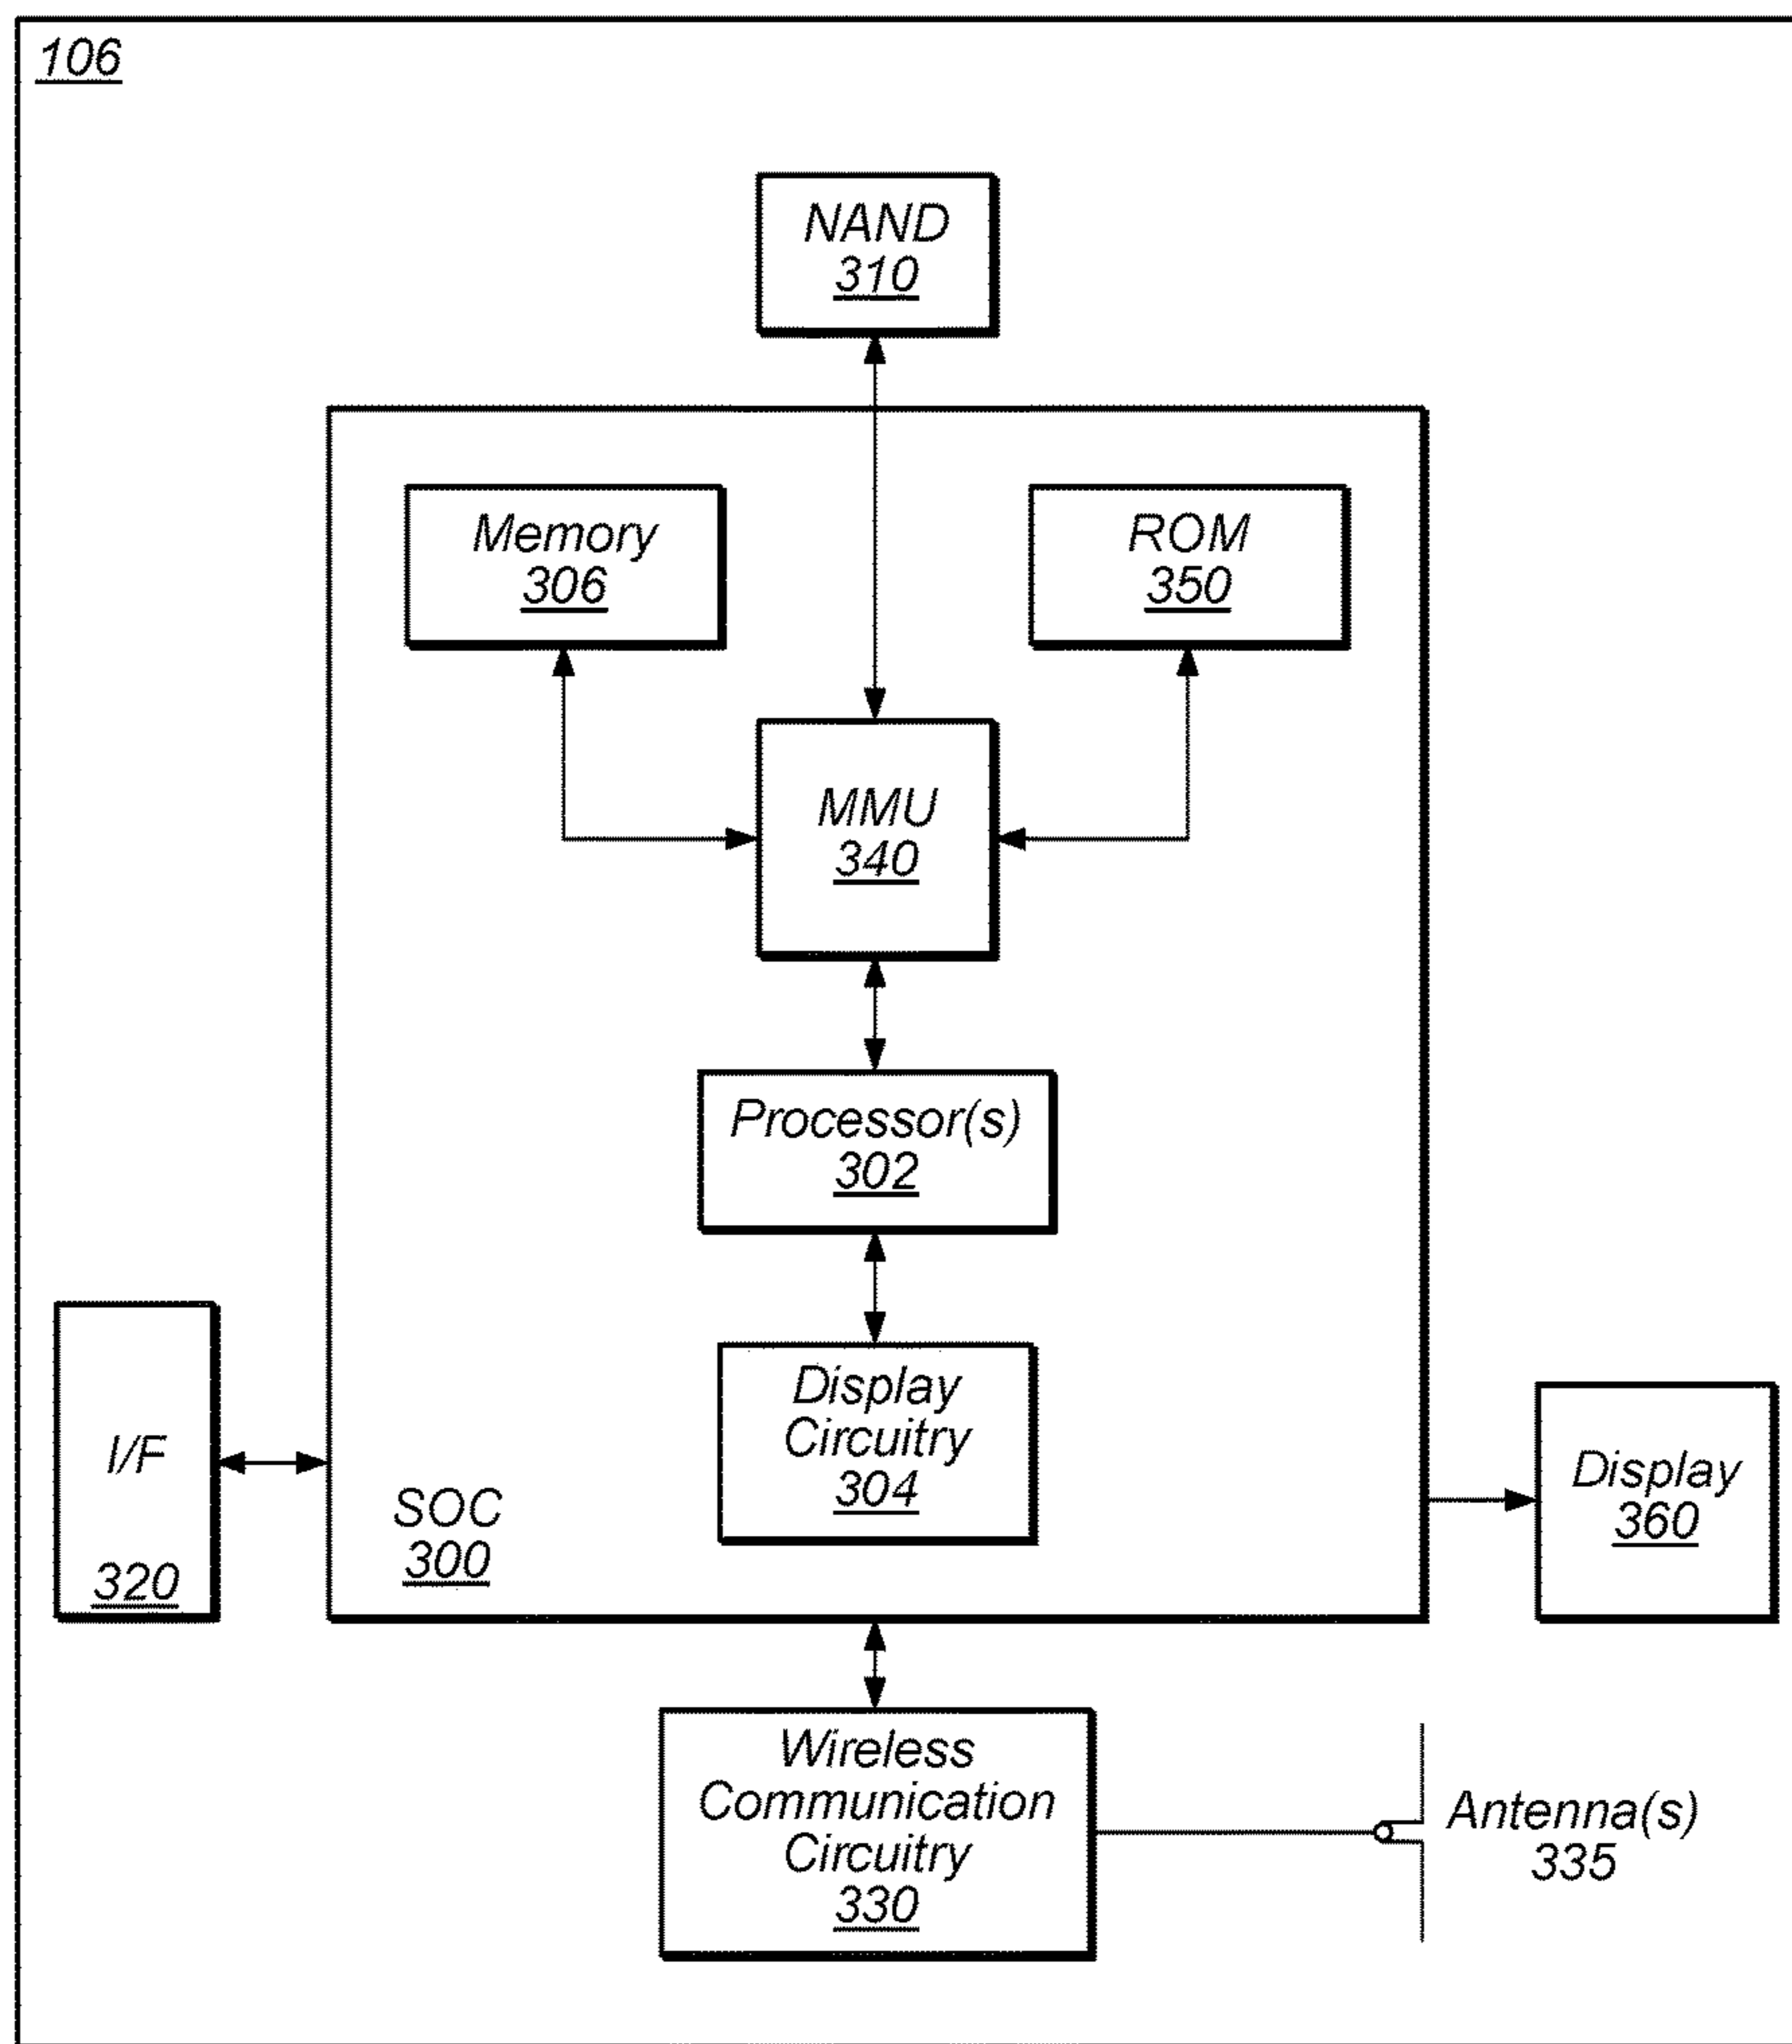 106
NAND
310
Memory
306
ROM
350
MMU
340
Processor(s)
302
Display
Circuitry
304
I/F
320
SOC
300
Display
360
Wireless
Communication
Circuitry
330
Antenna(s)
335